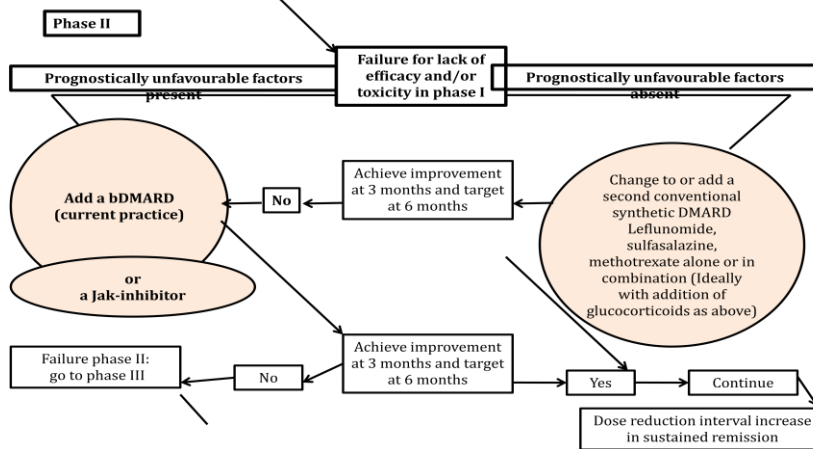 Phase II
Failure for lack of
efficacy and/or
toxicity in phase I
Prognostically unfavourable factors
present
Prognostically unfavourable factors
absent
Add a bDMARD
(current practice)
or
a Jak-inhibitor
No
Achieve improvement
at 3 months and target
at 6 months
Change to or add a
second conventional
synthetic DMARD
Leflunomide,
sulfasalazine,
methotrexate alone or in
combination (Ideally
with addition of
glucocorticoids as above)
Failure phase II:
go to phase III
No
Achieve improvement
at 3 months and target
at 6 months
Yes
Continue
Dose reduction interval increase
in sustained remission